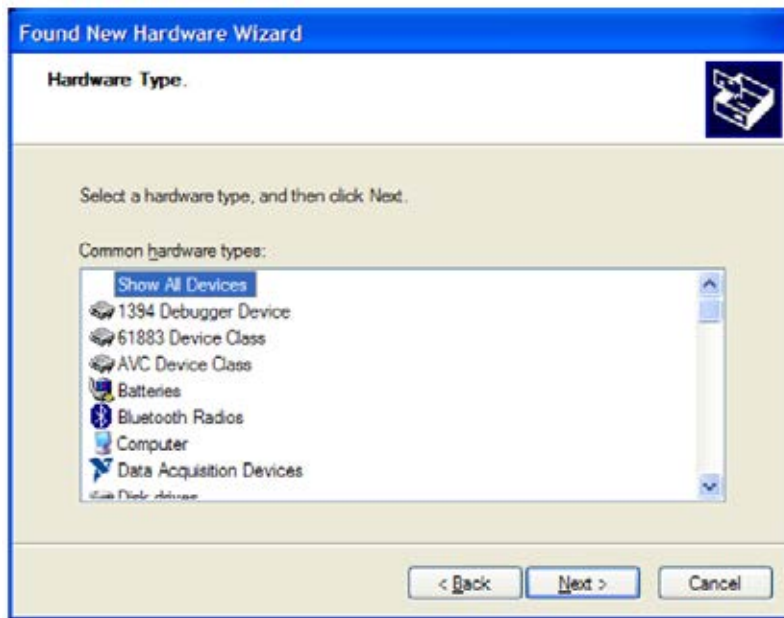 Found New Hardware Wizard
Hardware Type.
Select a hardware type, and then click Next.
Common hardware types:
Show All Devices
1394 Debugger Device
61883 Device Class
AVC Device Class
Batteries
Bluetooth Radios
Computer
Data Acquisition Devices
Disk drives
< Back
Next >
Cancel